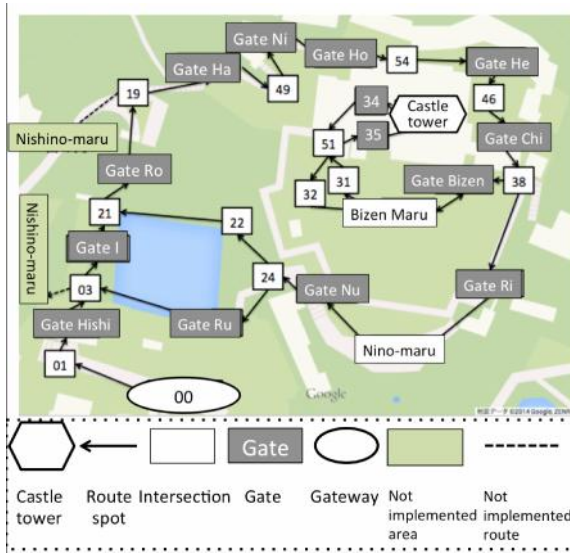 Gate Ni
Gate Ho
54
Gate He
Gate Ha
19
49
46
34
Castle
tower
35
51
Gate Chi
Nishino-maru
Gate Ro
32
31
Gate Bizen
38
Bizen Maru
21
22
Nishino-maru
Gate I
24
03
Gate Nu
Gate Ri
Gate Hishi
Gate Ru
Nino-maru
01
00
Google
©2014 Google, ZENR
Gate
Castle
tower
Route
spot
Intersection
Gate
Gateway
Not
implemented
area
Not
implemented
route